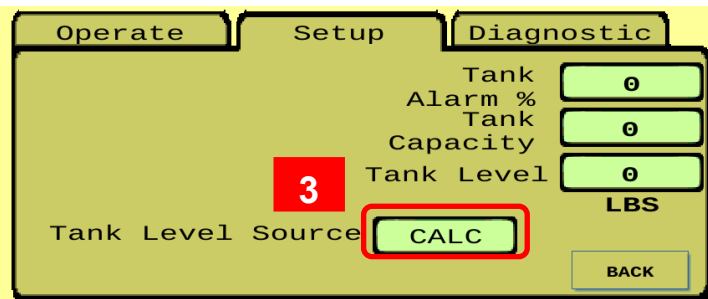 Operate Setup Diagnostic
Tank
Alarm % 0
Tank
Capacity 0
3 Tank Level 0
LBS
Tank Level Source CALC
BACK